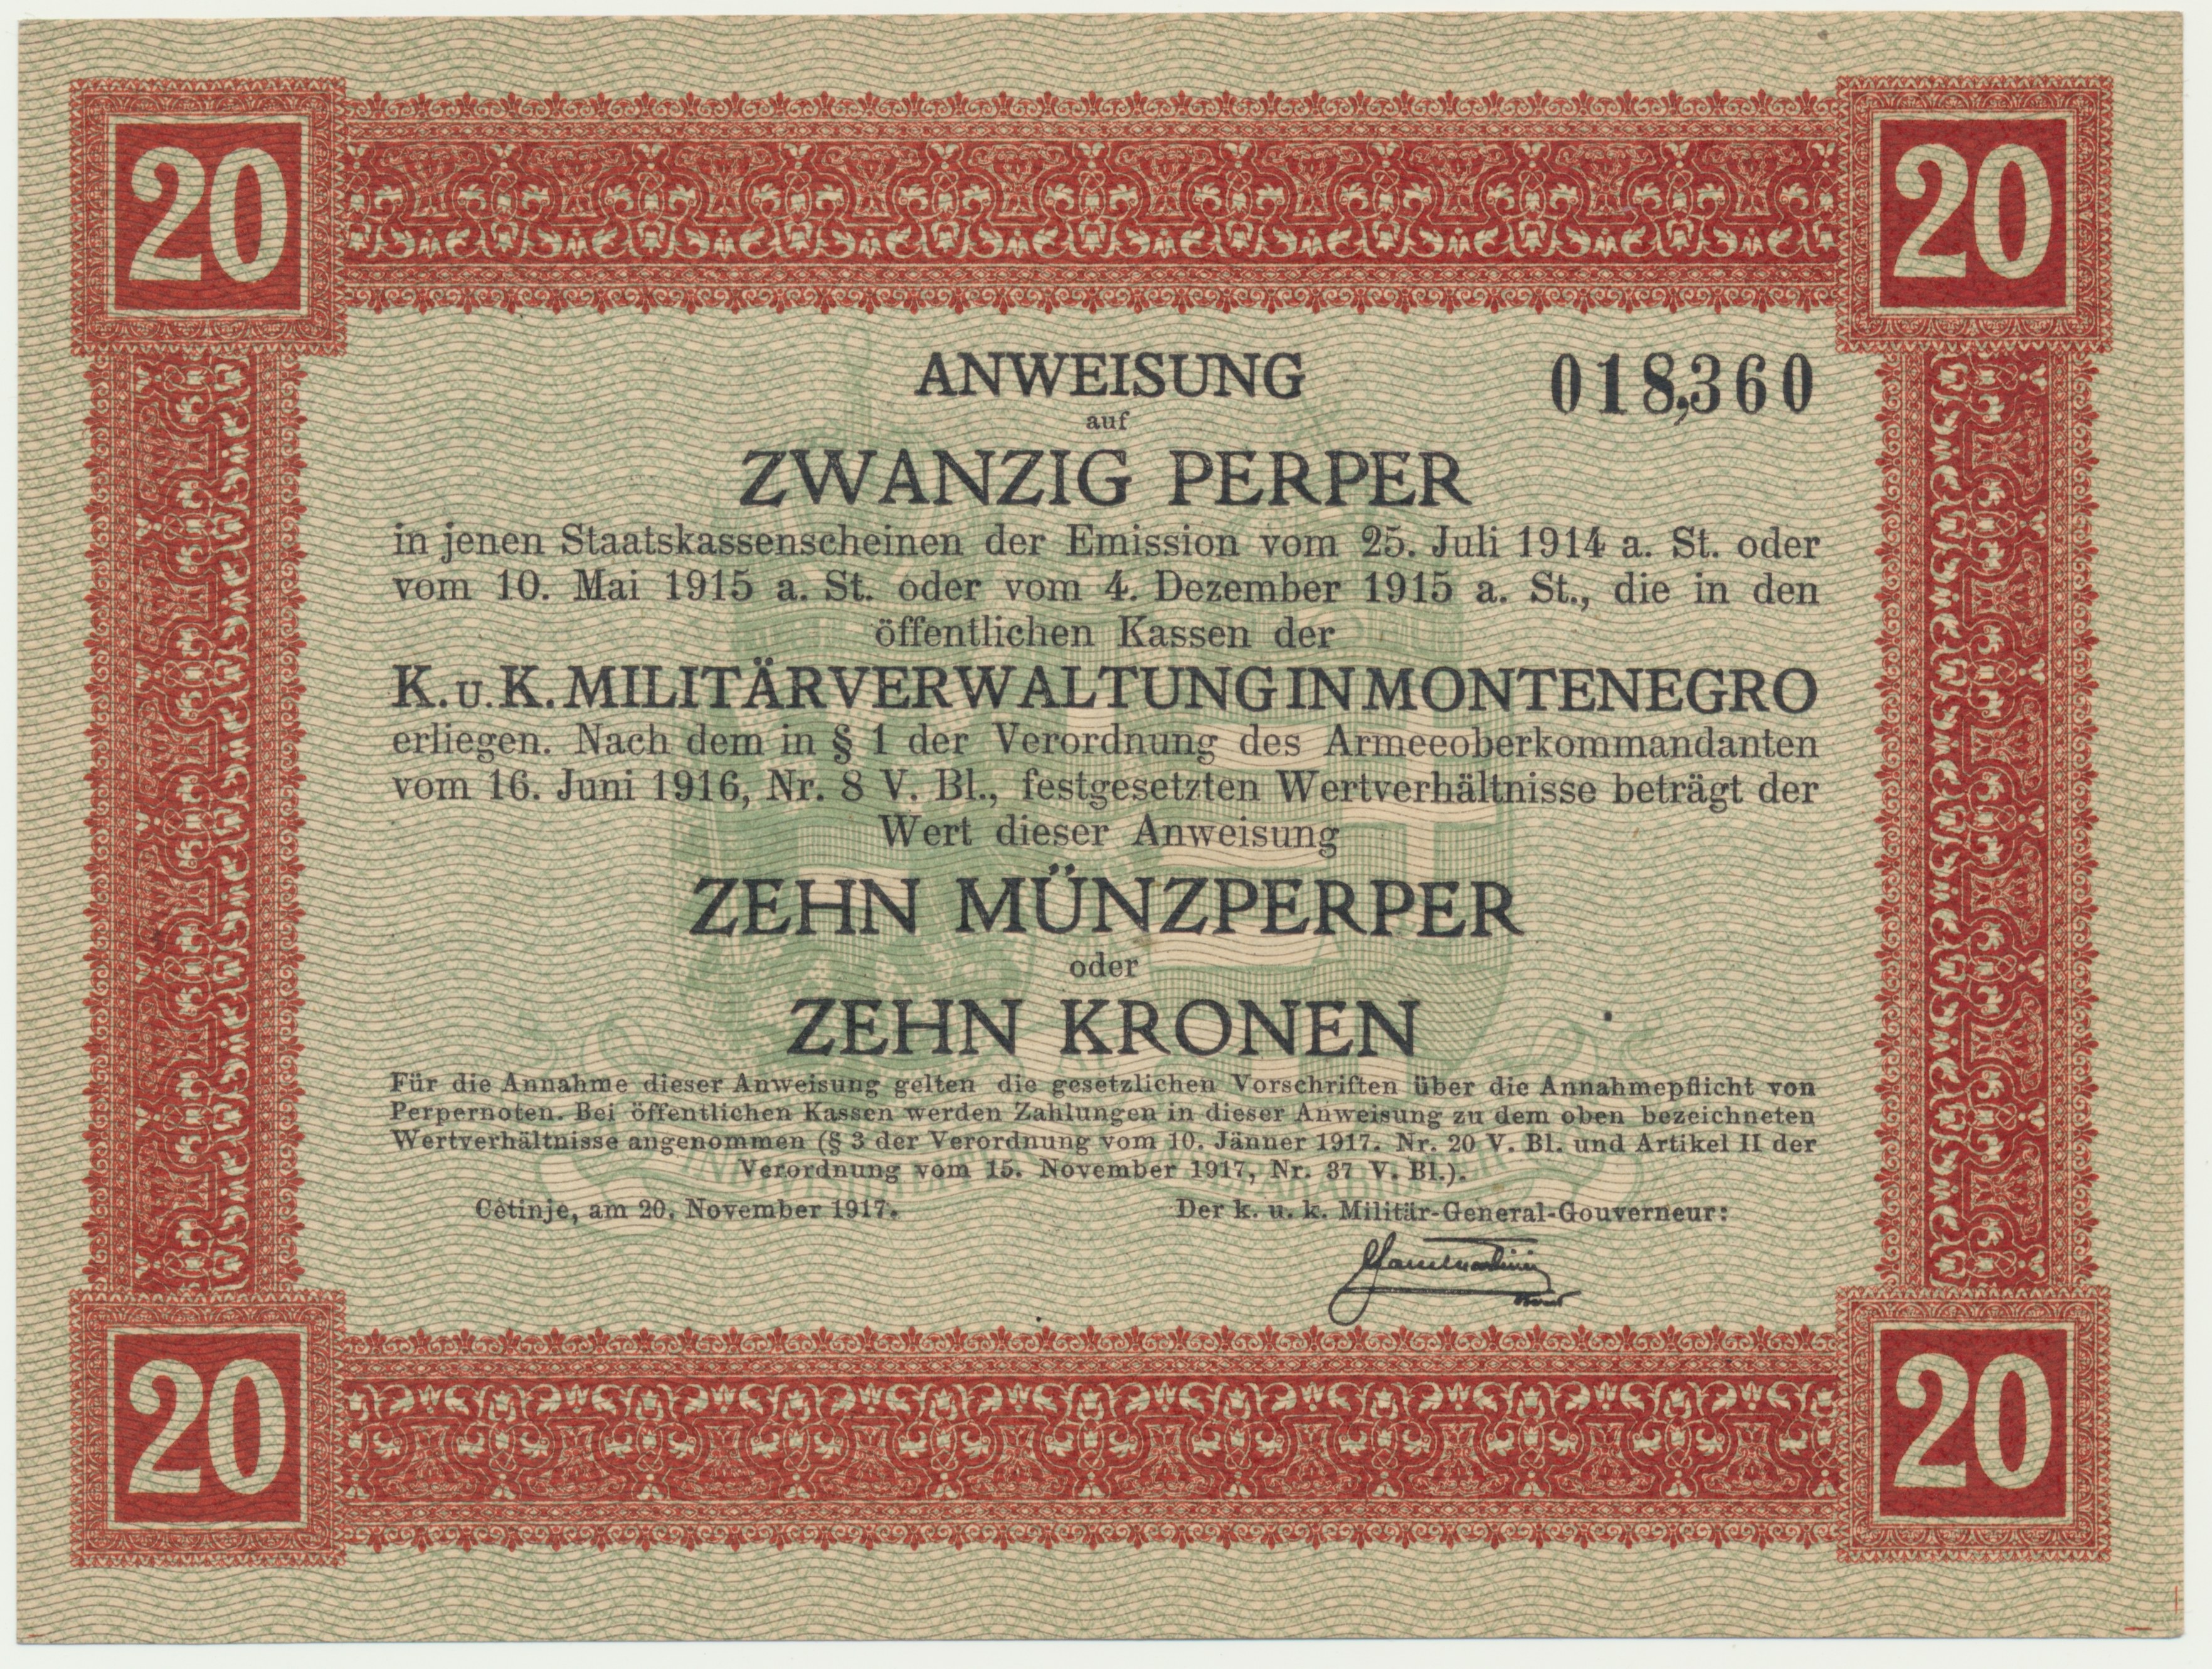 20 20
ANWEISUNG 018,360
auf
ZWANZIG PERPER
in jenen Staatskassenscheinen der Emission vom 25. Juli 1914 a. St. oder
vom 10. Mai 1915 a. St. oder vom 4. Dezember 1915 a. St., die in den
öffentlichen Kassen der
K.U.K. MILITÄRVERWALTUNG IN MONTENEGRO
erliegen. Nach dem in § 1 der Verordnung des Armeeoberkommandanten
vom 16. Juni 1916, Nr. 8 V. Bl., festgesetzten Wertverhältnisse beträgt der
Wert dieser Anweisung
ZEHN MÜNZPERPER
oder
ZEHN KRONEN
Für die Annahme dieser Anweisung gelten die gesetzlichen Vorschriften über die Annahmepflicht von
Perpernoten. Bei öffentlichen Kassen werden Zahlungen in dieser Anweisung zu dem oben bezeichneten
Wertverhältnisse angenommen (§ 3 der Verordnung vom 10. Jänner 1917. Nr. 20 V. Bl. und Artikel II der
Verordnung vom 15. November 1917, Nr. 37 V. Bl.).
Cetinje, am 20. November 1917. Der k. u. k. Militär-General-Gouverneur:
20 20